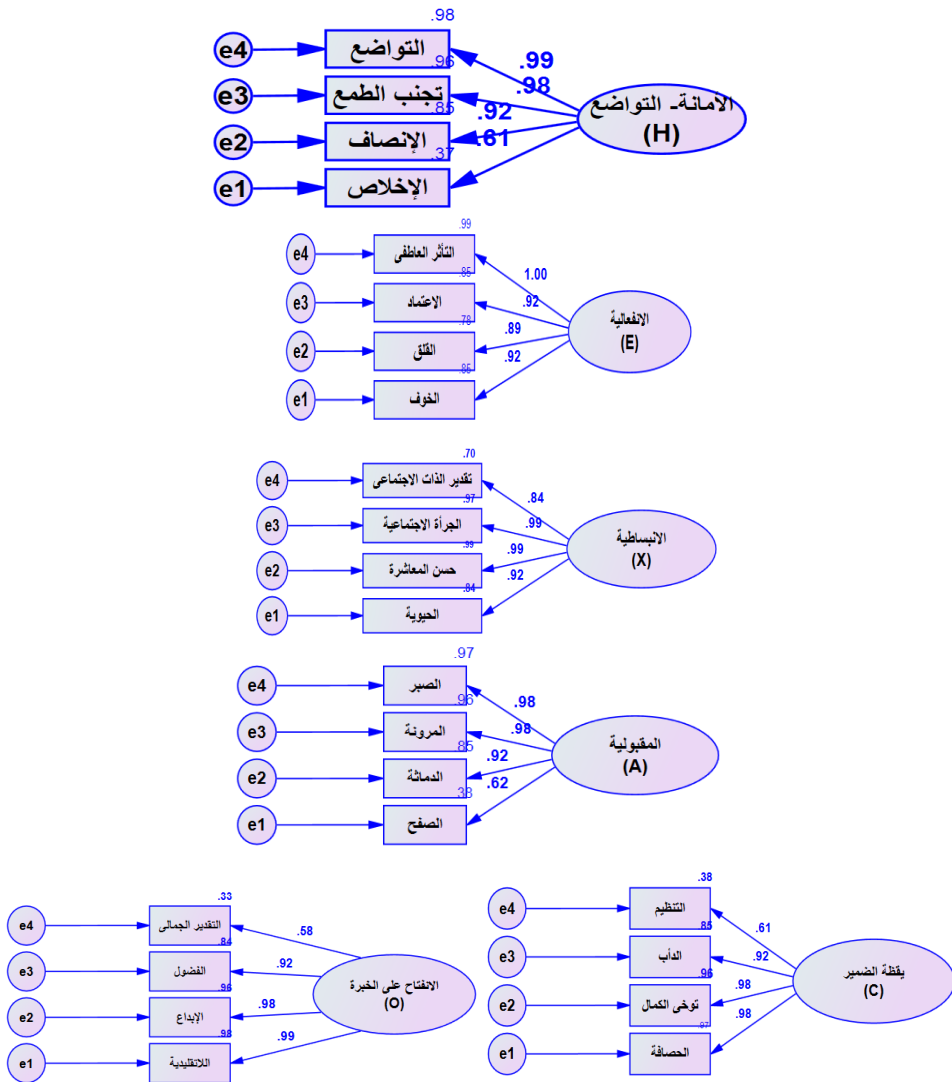 .98
e4
التواضع
.99
.96
e3
تجنب الطمع
.98
.85
e2
الإنصاف
.92
.37
e1
الإخلاص
.61
الأمانة- التواضع
(H)
.99
e4
التأثر العاطفى
1.00
.85
e3
الاعتماد
.92
.78
e2
القلق
.89
.85
e1
الخوف
.92
الانفعالية
(E)
.70
e4
تقدير الذات الاجتماعى
.84
.97
e3
الجرأة الاجتماعية
.99
.99
e2
حسن المعاشرة
.99
.84
e1
الحيوية
.92
الانبساطية
(X)
.97
e4
الصبر
.98
.96
e3
المرونة
.98
.85
e2
الدماثة
.92
.38
e1
الصفح
.62
المقبولية
(A)
.38
e4
التنظيم
.61
.85
e3
الدأب
.92
.96
e2
توخى الكمال
.98
.97
e1
الحصافة
.98
يقظة الضمير
(C)
.33
e4
التقدير الجمالى
.58
.84
e3
الفضول
.92
.96
e2
الإبداع
.98
.98
e1
اللاتقليدية
.99
الانفتاح على الخبرة
(O)